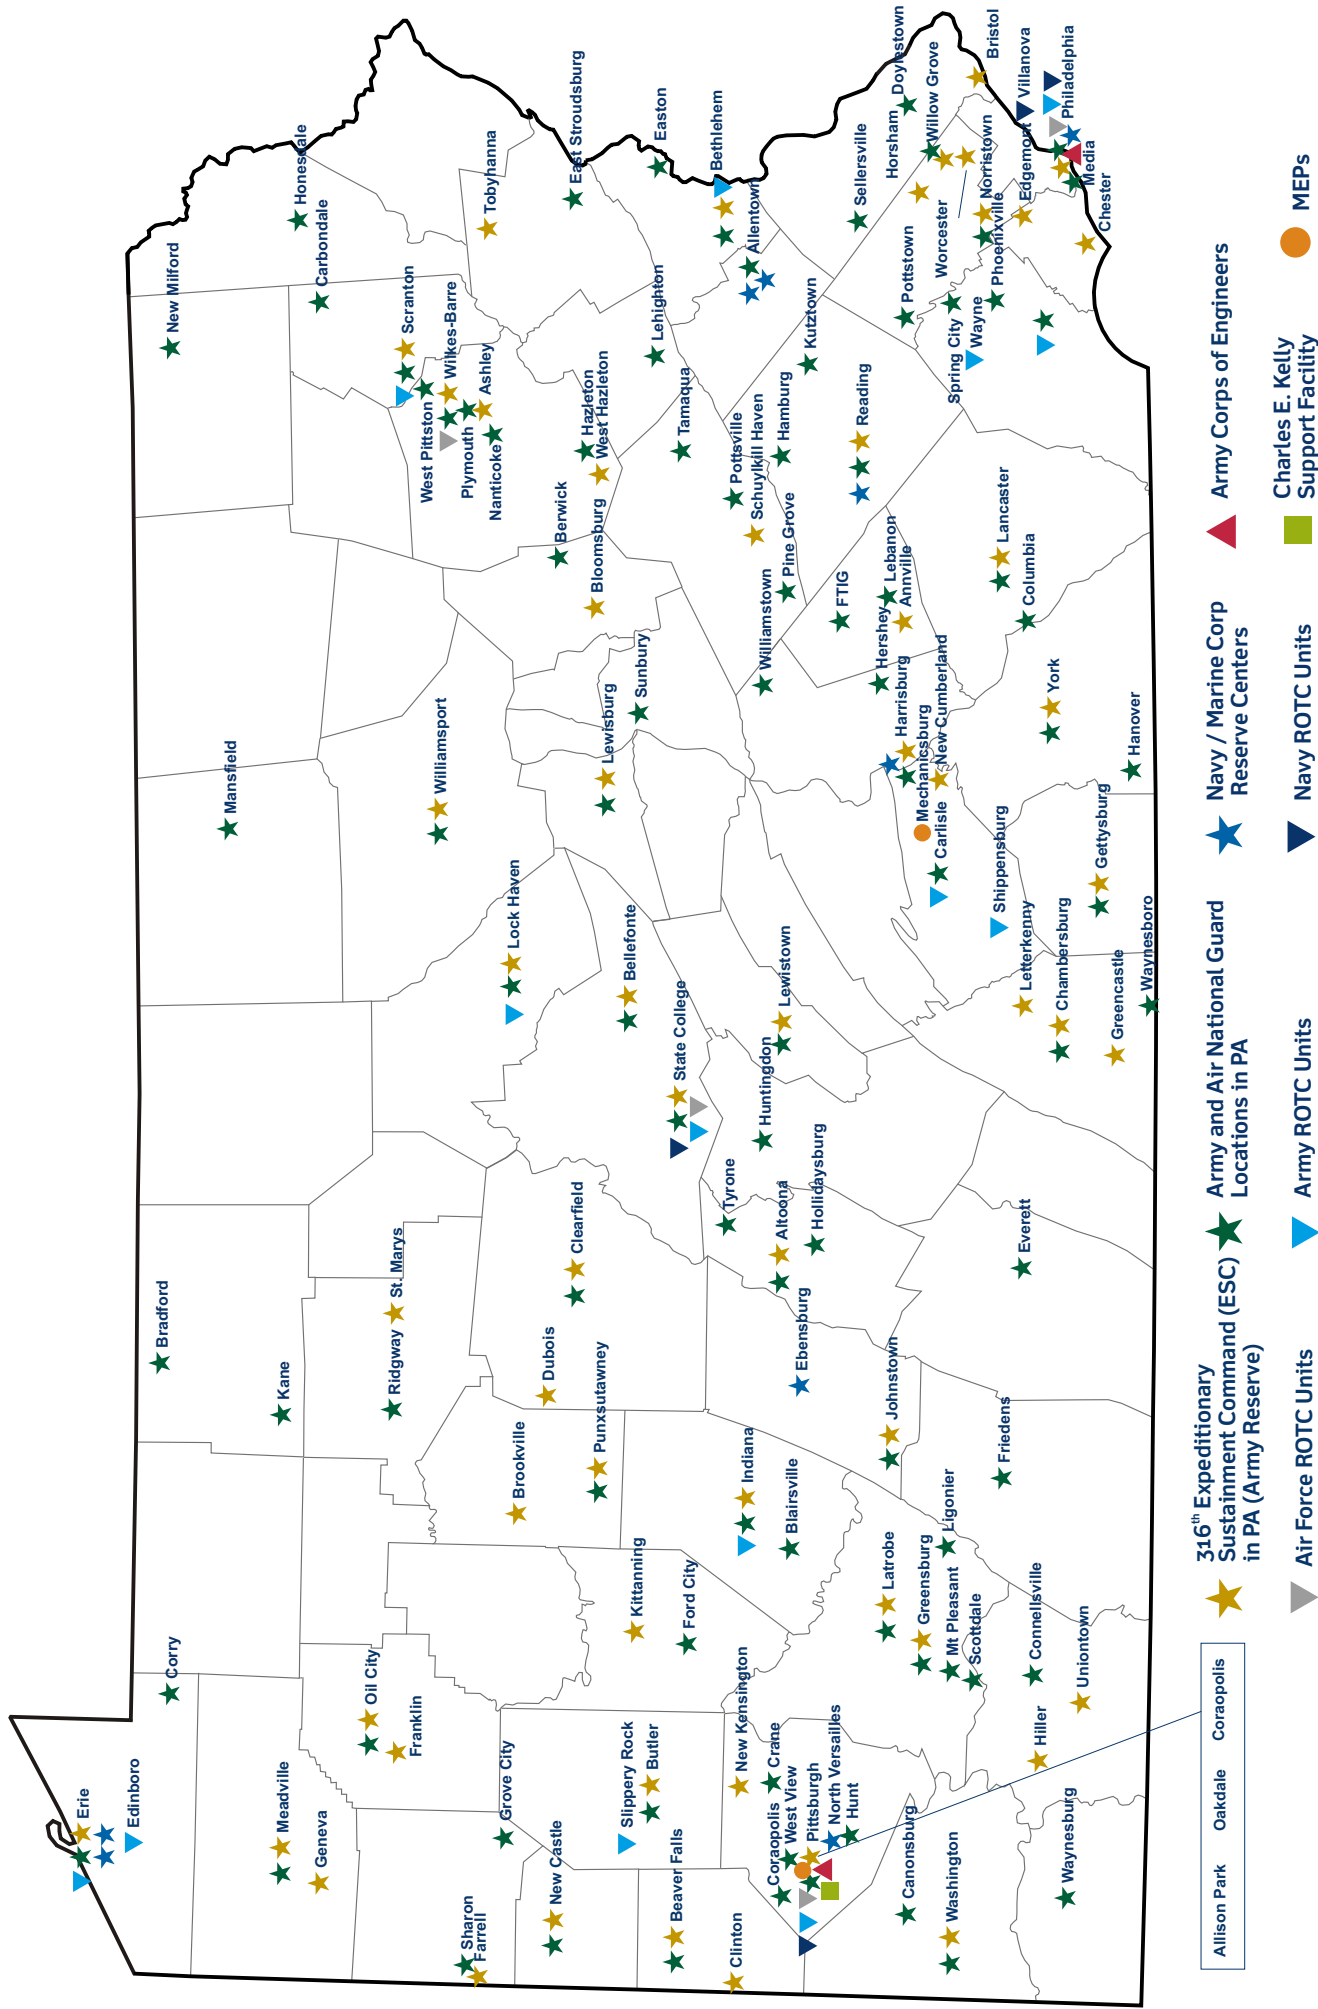 Erie
Edinboro
Corry
Bradford
Kane
Mansfield
New Milford
Honesdale
Carbondale
Meadville
Geneva
Oil City
Franklin
Ridgway
St. Marys
Williamsport
Scranton
West Pittston
Wilkes-Barre
Plymouth
Ashley
Nanticoke
Tobyhanna
Sharon
Farrell
Grove City
Brookville
Dubois
Clearfield
Lock Haven
Berwick
Bloomsburg
Hazleton
West Hazleton
East Stroudsburg
New Castle
Slippery Rock
Butler
Kittanning
Punxsutawney
Bellefonte
Lewisburg
Sunbury
Lehighton
Easton
Beaver Falls
Ford City
State College
Tamaqua
Bethlehem
Clinton
New Kensington
Indiana
Tyrone
Huntingdon
Lewistown
Williamstown
Pottsville
Schuylkill Haven
Pine Grove
Hamburg
Allentown
Kutztown
Coraopolis
Crane
West View
Pittsburgh
North Versailles
Hunt
Blairsville
Ebensburg
Altoona
Hollidaysburg
FTIG
Reading
Sellersville
Canonsburg
Latrobe
Johnstown
Harrisburg
Hershey
Lebanon
Annville
Mechanicsburg
New Cumberland
Carlisle
Pottstown
Horsham
Doylestown
Willow Grove
Washington
Greensburg
Ligonier
Mt Pleasant
Scottdale
Friedens
Shippensburg
Lancaster
Columbia
Spring City
Wayne
Worcester
Phoenixville
Norristown
Bristol
Waynesburg
Hiller
Connellsville
Uniontown
Everett
Letterkenny
Chambersburg
Greencastle
Waynesboro
Gettysburg
York
Hanover
Edgemont
Villanova
Philadelphia
Media
Chester
Allison Park Oakdale Coraopolis
316th Expeditionary
Sustainment Command (ESC)
in PA (Army Reserve)
Army and Air National Guard
Locations in PA
Navy / Marine Corp
Reserve Centers
Army Corps of Engineers
MEPs
Air Force ROTC Units
Army ROTC Units
Navy ROTC Units
Charles E. Kelly
Support Facility